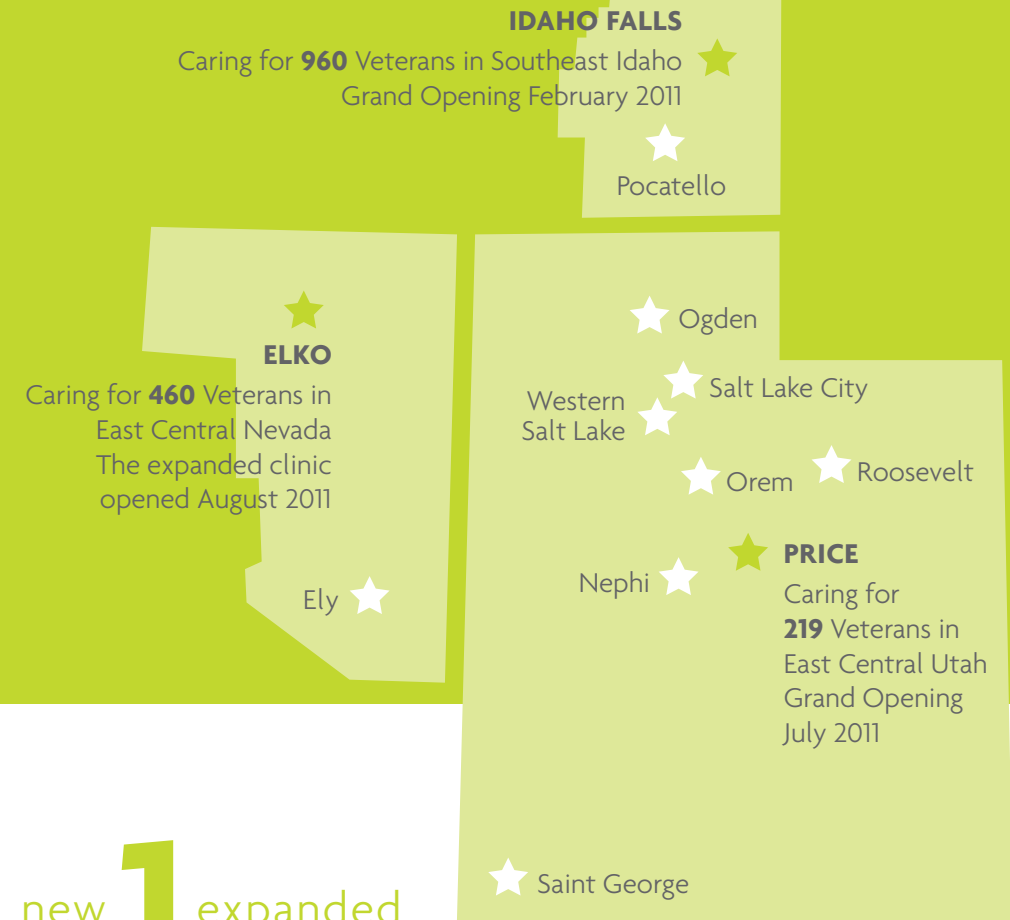 IDAHO FALLS
Caring for 960 Veterans in Southeast Idaho
Grand Opening February 2011
Pocatello
ELKO
Caring for 460 Veterans in
East Central Nevada
The expanded clinic
opened August 2011
Ely
Ogden
Salt Lake City
Western
Salt Lake
Orem
Roosevelt
Nephi
PRICE
Caring for
219 Veterans in
East Central Utah
Grand Opening
July 2011
Saint George
new 1 expanded